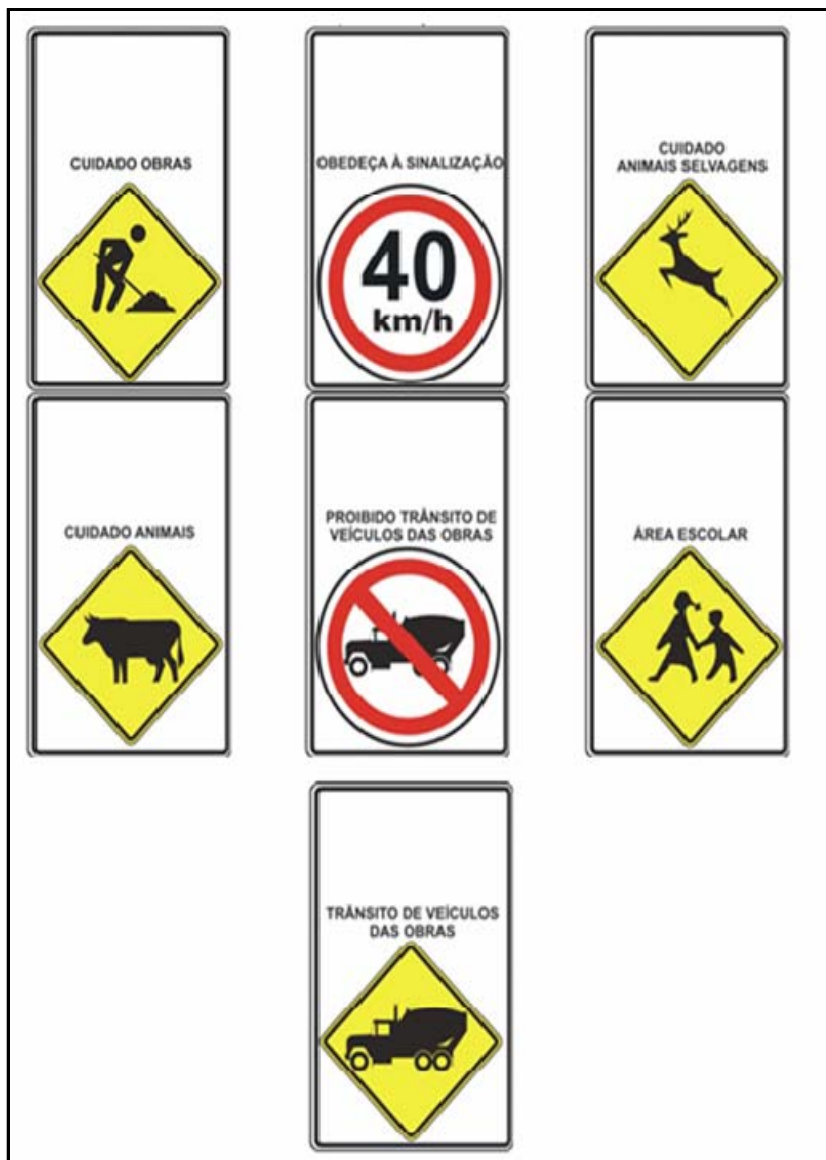 CUIDADO OBRAS
OBEDEÇA À SINALIZAÇÃO
40
km/h
CUIDADO
ANIMAIS SELVAGENS
CUIDADO ANIMAIS
PROIBIDO TRÂNSITO DE
VEÍCULOS DAS OBRAS
ÁREA ESCOLAR
TRÂNSITO DE VEÍCULOS
DAS OBRAS